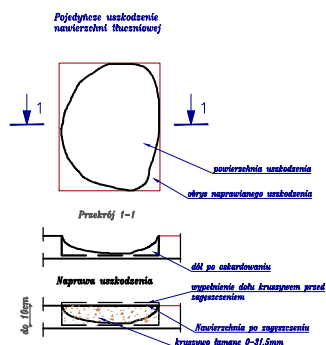 Pojedyńcze uszkodzenie
nawierzchni tłuczniowej
1
1
powierzchnia uszkodzenia
obrys naprawianego uszkodzenia
Przekrój 1-1
dół po oskardowaniu
Naprawa uszkodzenia
wypełnienie dołu kruszywem przed
zagęszczeniem
do 10cm
Nawierzchnia po zagęszczeniu
kruszywo łamane 0-31.5mm